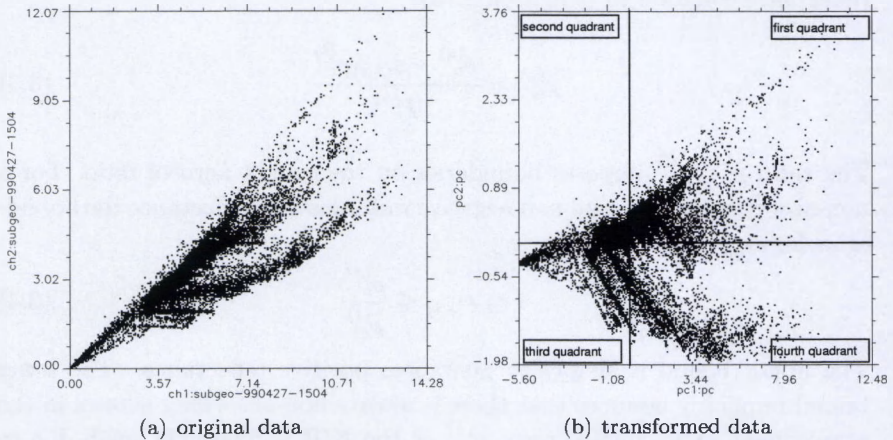 12.07
9.05
6.03
3.02
0.00
ch2:subgeo-990427-1504
0.00 3.57 7.14 10.71 14.28
ch1:subgeo-990427-1504
(a) original data
3.76
2.33
0.89
-0.54
-1.98
pc2:pc
second quadrant
first quadrant
third quadrant
fourth quadrant
-5.60 -1.08 3.44 7.96 12.48
pc1:pc
(b) transformed data